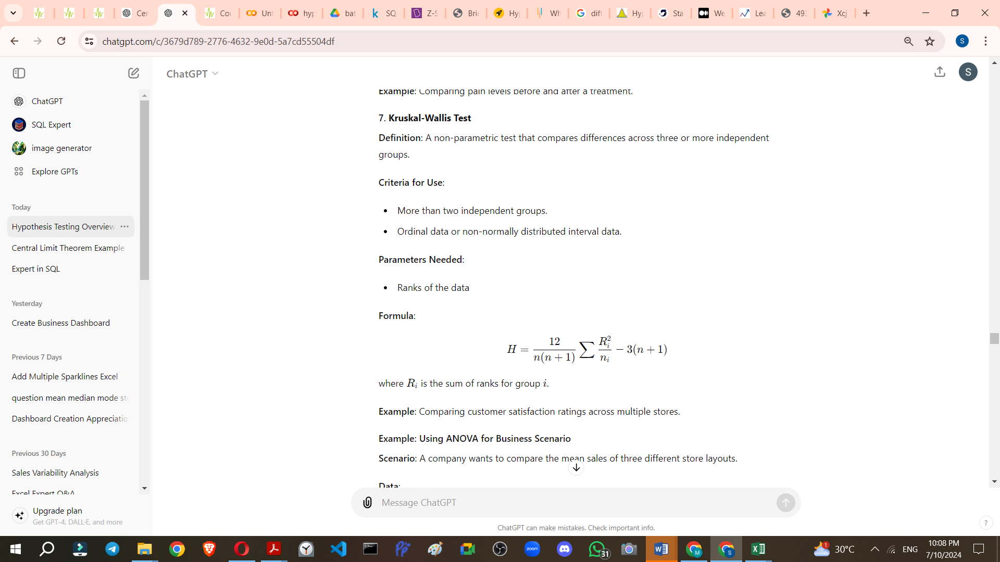 Cer
Cou
Unt
hyp
bat
SQ
Z-S
Brie
Hyp
Wh
diff
Hyp
Sta
We
Lea
493
Xcj
chatgpt.com/c/3679d789-2776-4632-9e0d-5a7cd55504df
S
ChatGPT
S
ChatGPT
SQL Expert
image generator
Explore GPTs
Today
Hypothesis Testing Overview
Central Limit Theorem Example
Expert in SQL
Yesterday
Create Business Dashboard
Previous 7 Days
Add Multiple Sparklines Excel
question mean median mode sto
Dashboard Creation Appreciatio
Previous 30 Days
Sales Variability Analysis
Excel Expert Q&A
Upgrade plan
Get GPT-4, DALL·E, and more
Example: Comparing pain levels before and after a treatment.
7. Kruskal-Wallis Test
Definition: A non-parametric test that compares differences across three or more independent
groups.
Criteria for Use:
• More than two independent groups.
• Ordinal data or non-normally distributed interval data.
Parameters Needed:
• Ranks of the data
Formula:
H = 12/n(n + 1) ∑ R_i^2/n_i − 3(n + 1)
where R_i is the sum of ranks for group i.
Example: Comparing customer satisfaction ratings across multiple stores.
Example: Using ANOVA for Business Scenario
Scenario: A company wants to compare the mean sales of three different store layouts.
Data:
Message ChatGPT
ChatGPT can make mistakes. Check important info.
?
zoom
31
M
S
1
30°C
ENG
10:08 PM
7/10/2024